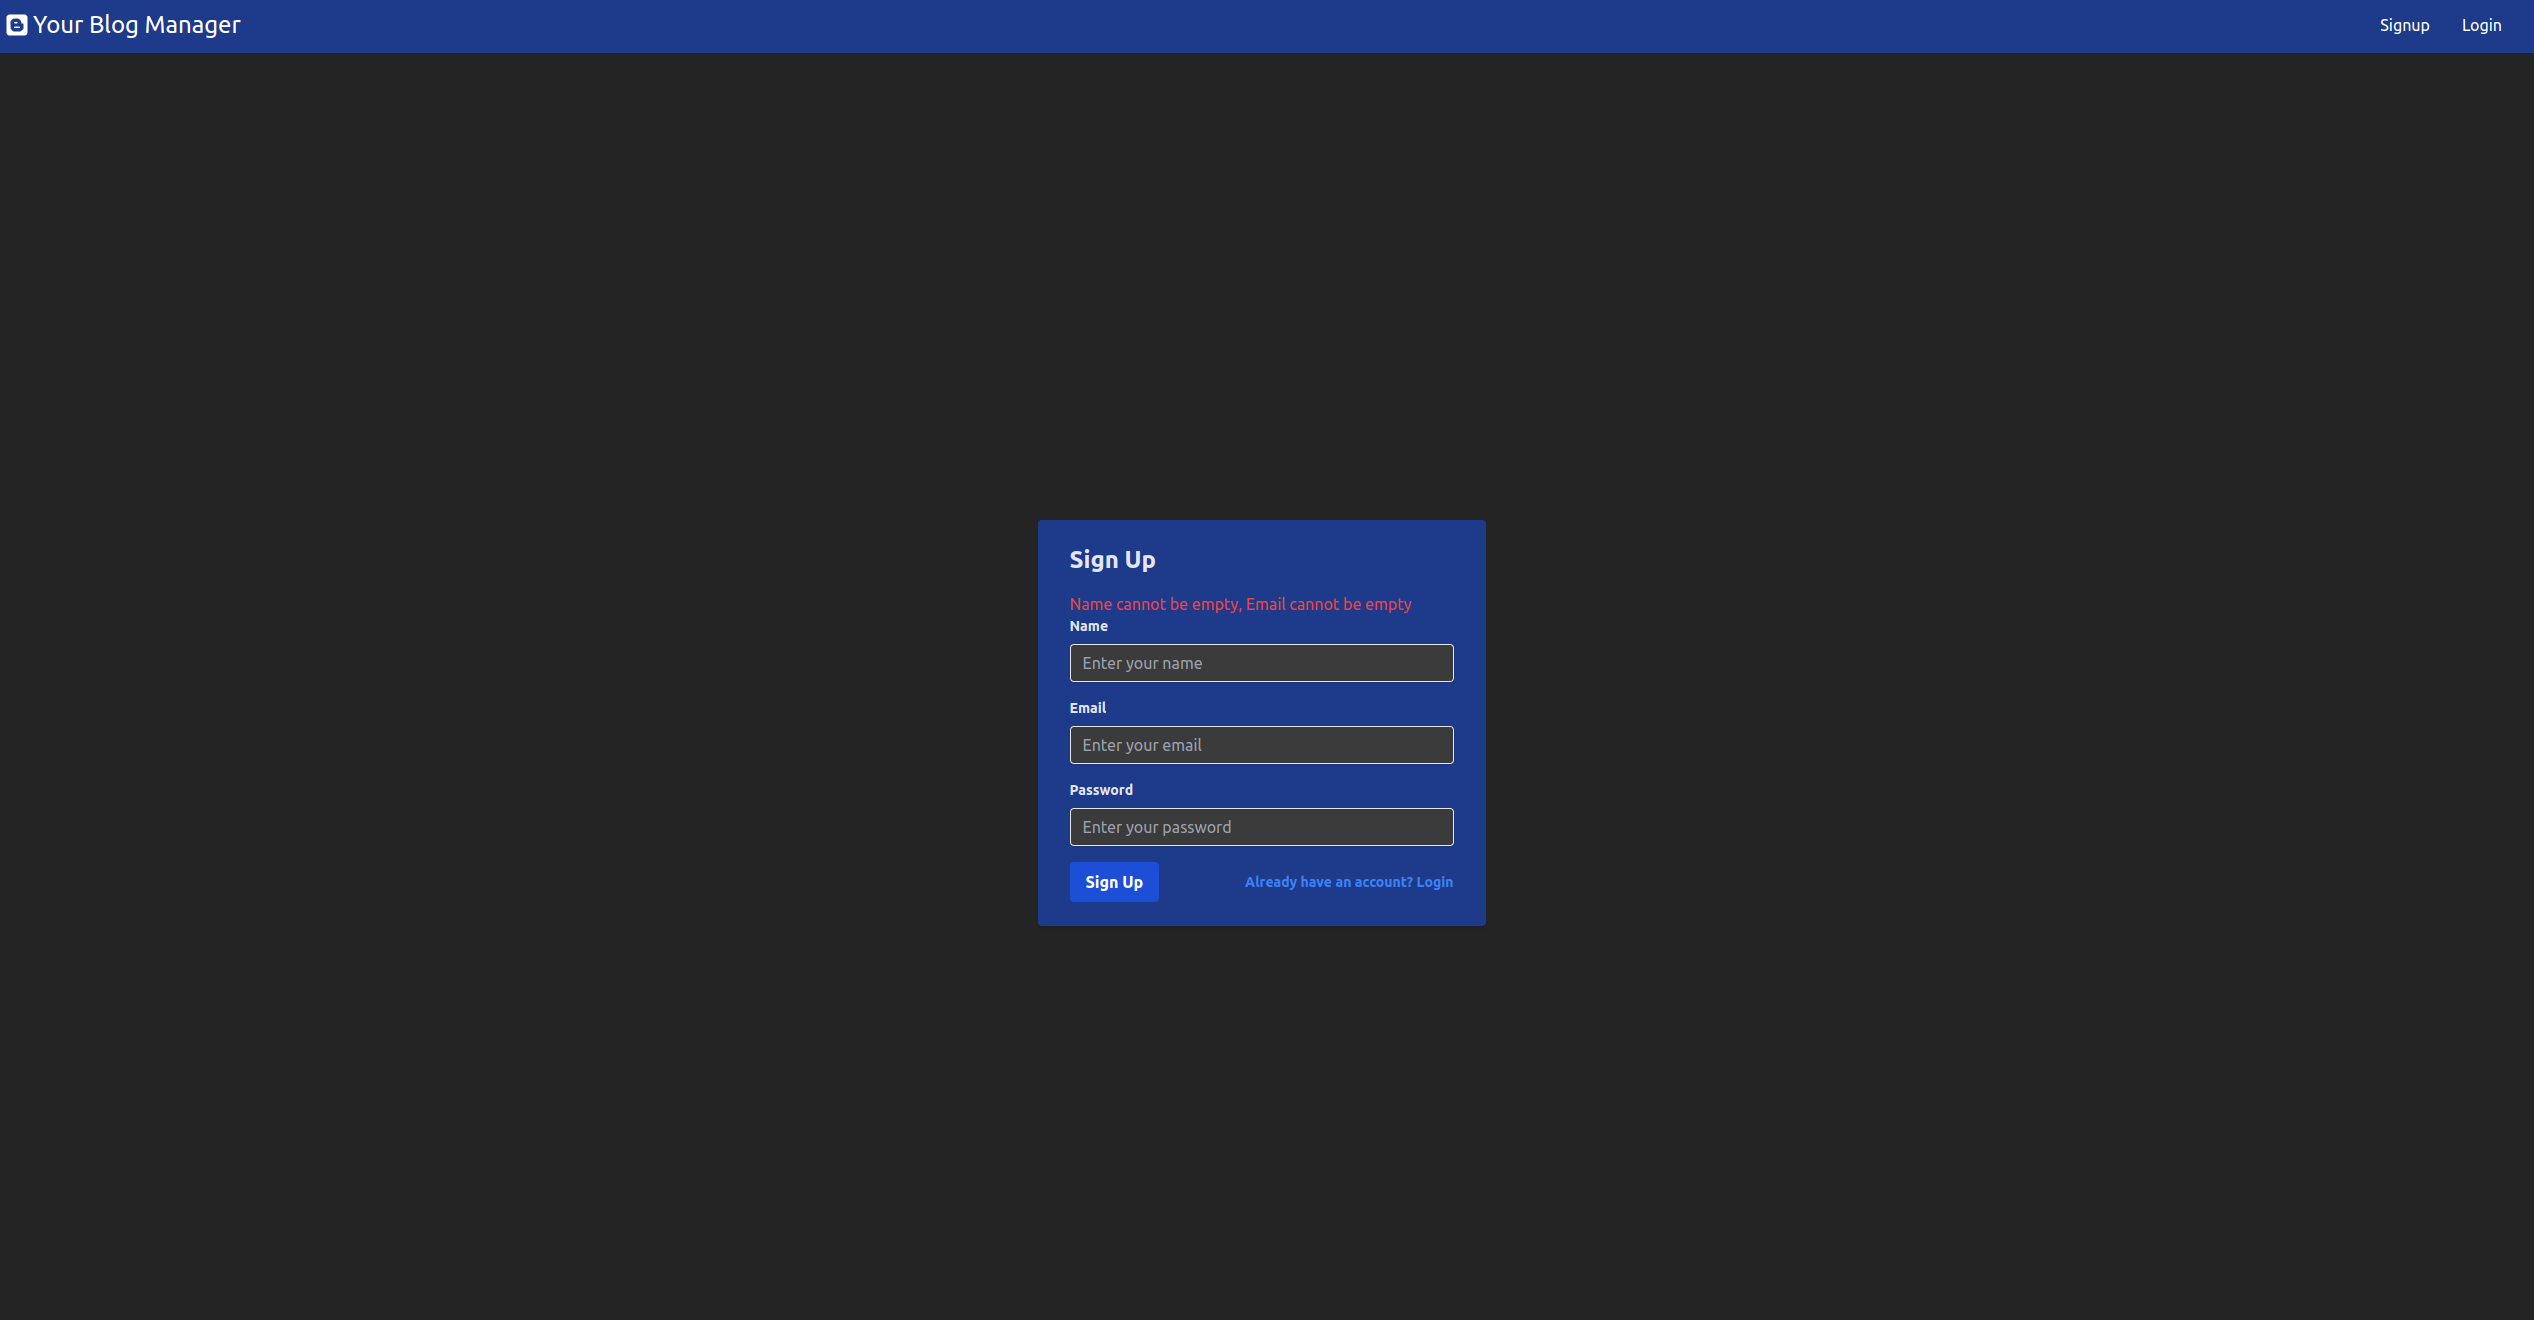 Your Blog Manager
Signup
Login
Sign Up
Name cannot be empty, Email cannot be empty
Name
Enter your name
Email
Enter your email
Password
Enter your password
Sign Up
Already have an account? Login